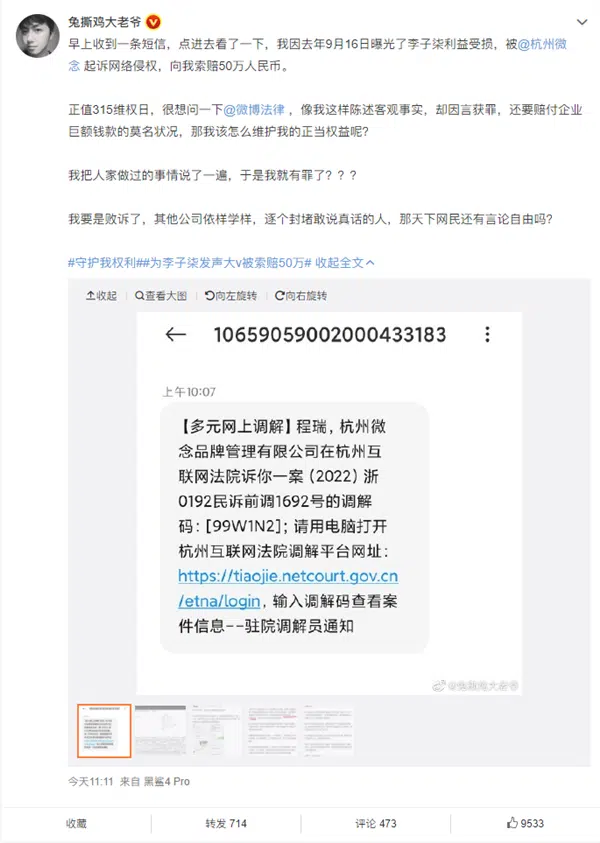 兔撕鸡大老爷
早上收到一条短信，点进去看了一下，我因去年9月16日曝光了李子柒利益受损，被@杭州微
念 起诉网络侵权，向我索赔50万人民币。
正值315维权日，很想问一下@微博法律 ，像我这样陈述客观事实，却因言获罪，还要赔付企业
巨额钱款的莫名状况，那我该怎么维护我的正当权益呢？
我把人家做过的事情说了一遍，于是我就有罪了？？？
我要是败诉了，其他公司依样学样，逐个封堵敢说真话的人，那天下网民还有言论自由吗？
#守护我权利##为李子柒发声大v被索赔50万# 收起全文
收起 查看大图 向左旋转 向右旋转
10659059002000433183
上午10:07
【多元网上调解】程瑞，杭州微
念品牌管理有限公司在杭州互
联网法院诉你一案（2022）浙
0192民诉前调1692号的调解
码：[99W1N2]；请用电脑打开
杭州互联网法院调解平台网址：
https://tiaojie.netcourt.gov.cn
/etna/login，输入调解码查看案
件信息--驻院调解员通知
@兔撕鸡大老爷
今天11:11 来自 黑鲨4 Pro
收藏 转发 714 评论 473 9533